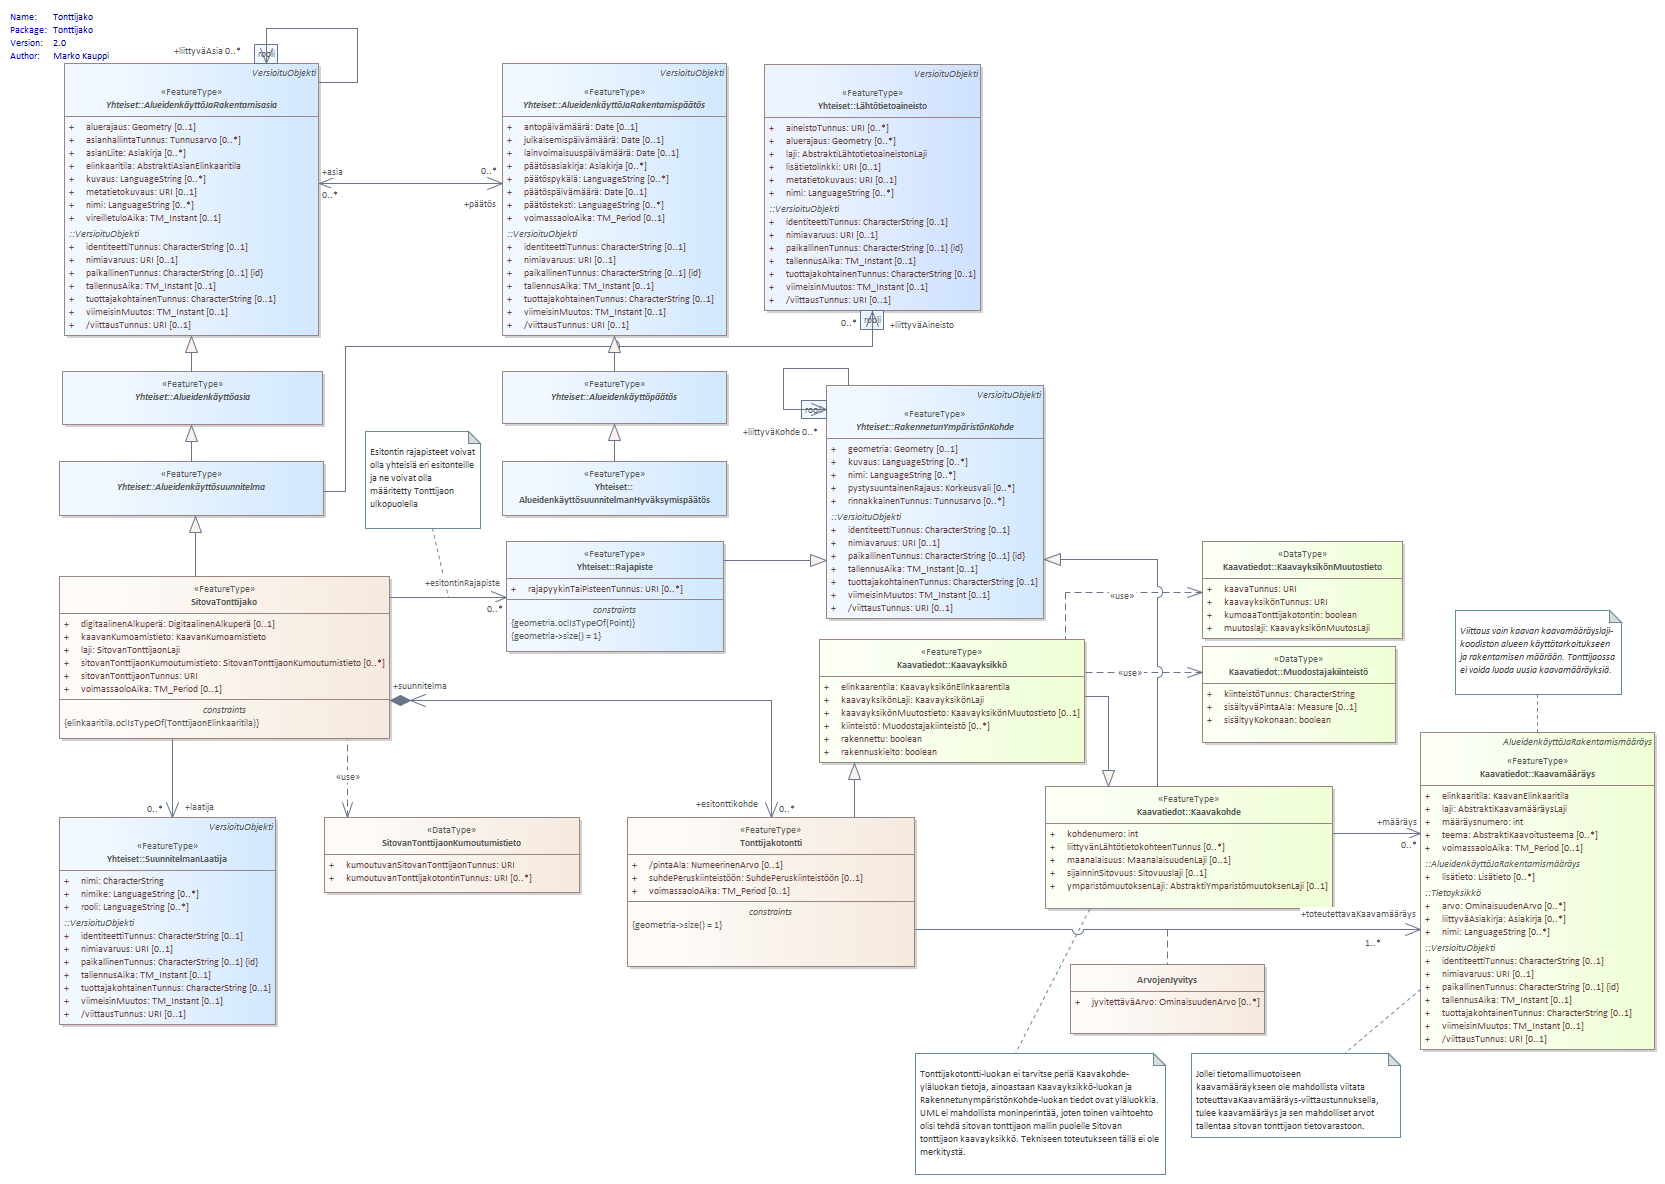 Name: Tonttijako
Package: Tonttijako
Version: 2.0
Author: Marko Kauppi
+liittyväAsia 0..*
rooli
VersioituObjekti
«FeatureType»
Yhteiset::AlueidenkäyttöJaRakentamisasia
+ aluerajaus: Geometry [0..1]
+ asianhallintaTunnus: Tunnusarvo [0..*]
+ asianLiite: Asiakirja [0..*]
+ elinkaaritila: AbstraktiAsianElinkaaritila
+ kuvaus: LanguageString [0..*]
+ metatietokuvaus: URI [0..1]
+ nimi: LanguageString [0..*]
+ vireilletuloAika: TM_Instant [0..1]
::VersioituObjekti
+ identiteettiTunnus: CharacterString [0..1]
+ nimiavaruus: URI [0..1]
+ paikallinenTunnus: CharacterString [0..1] {id}
+ tallennusAika: TM_Instant [0..1]
+ tuottajakohtainenTunnus: CharacterString [0..1]
+ viimeisinMuutos: TM_Instant [0..1]
+ /viittausTunnus: URI [0..1]
+asia
0..*
0..*
+päätös
VersioituObjekti
«FeatureType»
Yhteiset::AlueidenkäyttöJaRakentamispäätös
+ antopäivämäärä: Date [0..1]
+ julkaisemispäivämäärä: Date [0..1]
+ lainvoimaisuuspäivämäärä: Date [0..1]
+ päätösasiakirja: Asiakirja [0..*]
+ päätöspykälä: LanguageString [0..*]
+ päätöspäivämäärä: Date [0..1]
+ päätösteksti: LanguageString [0..*]
+ voimassaoloAika: TM_Period [0..1]
::VersioituObjekti
+ identiteettiTunnus: CharacterString [0..1]
+ nimiavaruus: URI [0..1]
+ paikallinenTunnus: CharacterString [0..1] {id}
+ tallennusAika: TM_Instant [0..1]
+ tuottajakohtainenTunnus: CharacterString [0..1]
+ viimeisinMuutos: TM_Instant [0..1]
+ /viittausTunnus: URI [0..1]
VersioituObjekti
«FeatureType»
Yhteiset::Lähtötietoaineisto
+ aineistoTunnus: URI [0..*]
+ aluerajaus: Geometry [0..*]
+ laji: AbstraktiLähtotietoaineistonLaji
+ lisätietolinkki: URI [0..1]
+ metatietokuvaus: URI [0..1]
+ nimi: LanguageString [0..*]
::VersioituObjekti
+ identiteettiTunnus: CharacterString [0..1]
+ nimiavaruus: URI [0..1]
+ paikallinenTunnus: CharacterString [0..1] {id}
+ tallennusAika: TM_Instant [0..1]
+ tuottajakohtainenTunnus: CharacterString [0..1]
+ viimeisinMuutos: TM_Instant [0..1]
+ /viittausTunnus: URI [0..1]
0..*
rooli
+liittyväAineisto
«FeatureType»
Yhteiset::Alueidenkäyttöasia
«FeatureType»
Yhteiset::Alueidenkäyttöpäätös
«FeatureType»
Yhteiset::Alueidenkäyttösuunnitelma
«FeatureType»
Yhteiset::
AlueidenkäyttösuunnitelmanHyväksymispäätös
Esitontin rajapisteet voivat
olla yhteisiä eri esitonteille
ja ne voivat olla
määritetty Tonttijaon
ulkopuolella
rooli
+liittyväKohde 0..*
VersioituObjekti
«FeatureType»
Yhteiset::RakennetunYmpäristönKohde
+ geometria: Geometry [0..1]
+ kuvaus: LanguageString [0..*]
+ nimi: LanguageString [0..*]
+ pystysuuntainenRajaus: Korkeusvali [0..*]
+ rinnakkainenTunnus: Tunnusarvo [0..*]
::VersioituObjekti
+ identiteettiTunnus: CharacterString [0..1]
+ nimiavaruus: URI [0..1]
+ paikallinenTunnus: CharacterString [0..1] {id}
+ tallennusAika: TM_Instant [0..1]
+ tuottajakohtainenTunnus: CharacterString [0..1]
+ viimeisinMuutos: TM_Instant [0..1]
+ /viittausTunnus: URI [0..1]
«FeatureType»
Yhteiset::Rajapiste
+ rajapyykinTaiPisteenTunnus: URI [0..*]
constraints
{geometria.oclIsTypeOf(Point)}
{geometria->size() = 1}
+esitontinRajapiste
0..*
«FeatureType»
SitovaTonttijako
+ digitaalinenAlkuperä: DigitaalinenAlkuperä [0..1]
+ kaavanKumoamistieto: KaavanKumoamistieto
+ laji: SitovanTonttijaonLaji
+ sitovanTonttijaonKumoutumistieto: SitovanTonttijaonKumoutumistieto [0..*]
+ sitovanTonttijaonTunnus: URI
+ voimassaoloAika: TM_Period [0..1]
constraints
{elinkaaritila.oclIsTypeOf(TonttijaonElinkaaritila)}
+suunnitelma
«use»
0..*
+laatija
+esitonttikohde
0..*
«DataType»
Kaavatiedot::KaavayksikönMuutostieto
+ kaavaTunnus: URI
+ kaavayksikönTunnus: URI
+ kumoaaTonttijakotontin: boolean
+ muutoslaji: KaavayksikönMuutosLaji
«use»
«DataType»
Kaavatiedot::Muodostajakiinteistö
+ kiinteistöTunnus: CharacterString
+ sisältyväPintaAla: Measure [0..1]
+ sisältyyKokonaan: boolean
«use»
«FeatureType»
Kaavatiedot::Kaavayksikkö
+ elinkaarentila: KaavayksikönElinkaarentila
+ kaavayksikönLaji: KaavayksikönLaji
+ kaavayksikönMuutostieto: KaavayksikönMuutostieto [0..1]
+ kiinteistö: Muodostajakiinteistö [0..*]
+ rakennettu: boolean
+ rakennuskielto: boolean
Viittaus vain kaavan kaavamääräyslaji-
koodiston alueen käyttötarkoitukseen
ja rakentamisen määrään. Tonttijaossa
ei voida luoda uusia kaavamääräyksiä.
AlueidenkäyttöJaRakentamismääräys
«FeatureType»
Kaavatiedot::Kaavamääräys
+ elinkaaritila: KaavanElinkaaritila
+ laji: AbstraktiKaavamääräysLaji
+ määräysnumero: int
+ teema: AbstraktiKaavoitusteema [0..*]
+ voimassaoloAika: TM_Period [0..1]
::AlueidenkäyttöJaRakentamismääräys
+ lisätieto: Lisätieto [0..*]
::Tietoyksikkö
+ arvo: OminaisuudenArvo [0..*]
+ liittyväAsiakirja: Asiakirja [0..*]
+ nimi: LanguageString [0..*]
::VersioituObjekti
+ identiteettiTunnus: CharacterString [0..1]
+ nimiavaruus: URI [0..1]
+ paikallinenTunnus: CharacterString [0..1] {id}
+ tallennusAika: TM_Instant [0..1]
+ tuottajakohtainenTunnus: CharacterString [0..1]
+ viimeisinMuutos: TM_Instant [0..1]
+ /viittausTunnus: URI [0..1]
«FeatureType»
Kaavatiedot::Kaavakohde
+ kohdenumero: int
+ liittyvänLähtötietokohteenTunnus [0..*]
+ maanalaisuus: MaanalaisuudenLaji [0..1]
+ sijainninSitovuus: Sitovuuslaji [0..1]
+ ymparistömuutoksenLaji: AbstraktiYmparistömuutoksenLaji [0..1]
+määräys
0..*
+toteutettavaKaavamääräys
1..*
VersioituObjekti
«FeatureType»
Yhteiset::SuunnitelmanLaatija
+ nimi: CharacterString
+ nimike: LanguageString [0..*]
+ rooli: LanguageString [0..*]
::VersioituObjekti
+ identiteettiTunnus: CharacterString [0..1]
+ nimiavaruus: URI [0..1]
+ paikallinenTunnus: CharacterString [0..1] {id}
+ tallennusAika: TM_Instant [0..1]
+ tuottajakohtainenTunnus: CharacterString [0..1]
+ viimeisinMuutos: TM_Instant [0..1]
+ /viittausTunnus: URI [0..1]
«DataType»
SitovanTonttijaonKumoutumistieto
+ kumoutuvanSitovanTonttijaonTunnus: URI
+ kumoutuvanTonttijakotontinTunnus: URI [0..*]
«FeatureType»
Tonttijakotontti
+ /pintaAla: NumeerinenArvo [0..1]
+ suhdePeruskiinteistöön: SuhdePeruskiinteistöön [0..1]
+ voimassaoloAika: TM_Period [0..1]
constraints
{geometria->size() = 1}
ArvojenJyvitys
+ jyvitettäväArvo: OminaisuudenArvo [0..*]
Tonttijakotontti-luokan ei tarvitse periä Kaavakohde-
yläluokan tietoja, ainoastaan Kaavayksikkö-luokan ja
RakennetunympäristönKohde-luokan tiedot ovat yläluokkia.
UML ei mahdollista moninperintää, joten toinen vaihtoehto
olisi tehdä sitovan tonttijaon mallin puolelle Sitovan
tonttijaon kaavayksikkö. Tekniseen toteutukseen tällä ei ole
merkitystä.
Jollei tietomallimuotoiseen
kaavamääräykseen ole mahdollista viitata
toteuttavaKaavamääräys-viittaustunnuksella,
tulee kaavamääräys ja sen mahdolliset arvot
tallentaa sitovan tonttijaon tietovarastoon.